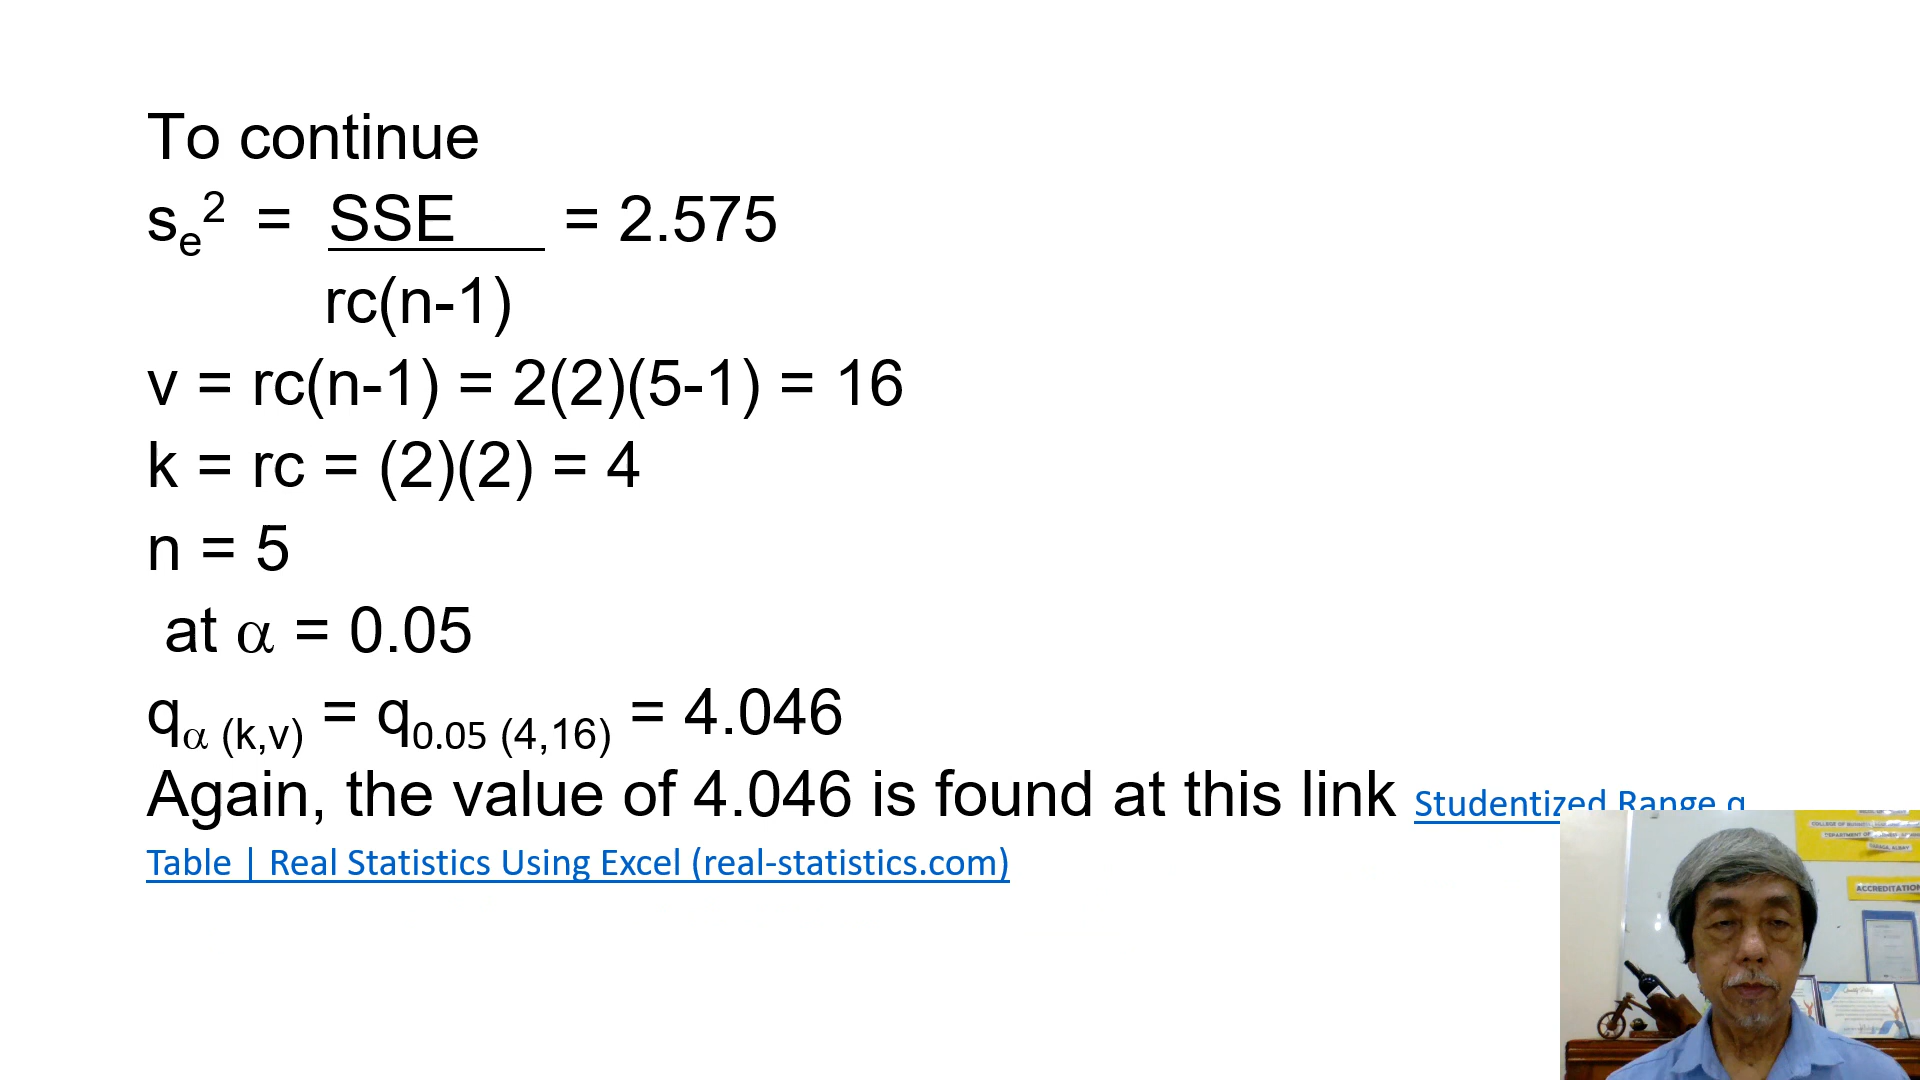 To continue
sₑ² = SSE = 2.575
rc(n-1)
v = rc(n-1) = 2(2)(5-1) = 16
k = rc = (2)(2) = 4
n = 5
at α = 0.05
qα (k,v) = q0.05 (4,16) = 4.046
Again, the value of 4.046 is found at this link Studentized Range q
Table | Real Statistics Using Excel (real-statistics.com)
ACCREDITATION